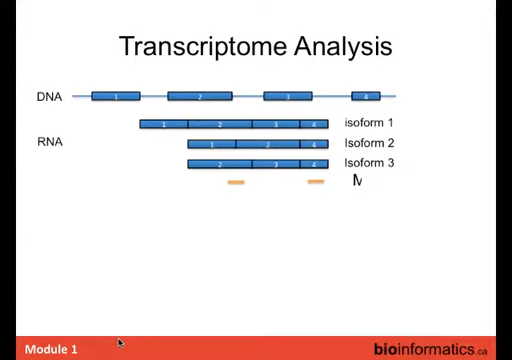 Transcriptome Analysis
DNA 1 2 3 4
1 2 3 4 isoform 1
RNA 1 2 4 Isoform 2
2 3 4 Isoform 3
M
Module 1 bioinformatics.ca